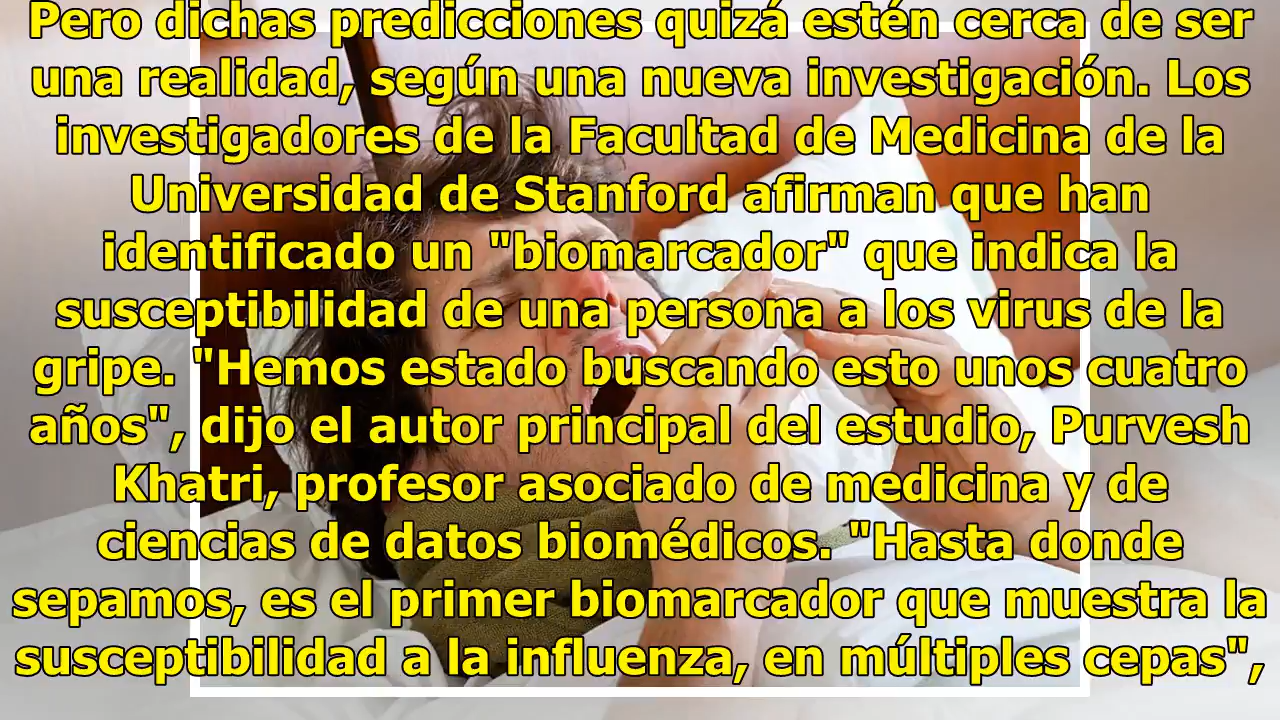 Pero dichas predicciones quizá estén cerca de ser
una realidad, según una nueva investigación. Los
investigadores de la Facultad de Medicina de la
Universidad de Stanford afirman que han
identificado un "biomarcador" que indica la
susceptibilidad de una persona a los virus de la
gripe. "Hemos estado buscando esto unos cuatro
años", dijo el autor principal del estudio, Purvesh
Khatri, profesor asociado de medicina y de
ciencias de datos biomédicos. "Hasta donde
sepamos, es el primer biomarcador que muestra la
susceptibilidad a la influenza, en múltiples cepas",